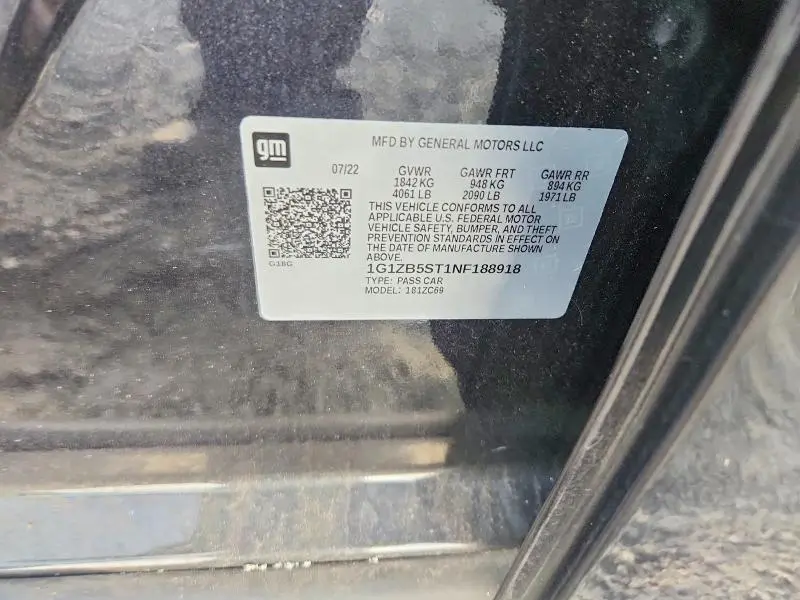 gm
MFD BY GENERAL MOTORS LLC
07/22 GVWR GAWR FRT GAWR RR
1842 KG 948 KG 894 KG
4061 LB 2090 LB 1971 LB
THIS VEHICLE CONFORMS TO ALL
APPLICABLE U.S. FEDERAL MOTOR
VEHICLE SAFETY, BUMPER, AND THEFT
PREVENTION STANDARDS IN EFFECT ON
THE DATE OF MANUFACTURE SHOWN
ABOVE.
G18G
1G1ZB5ST1NF188918
TYPE: PASS CAR
MODEL: 181ZC69